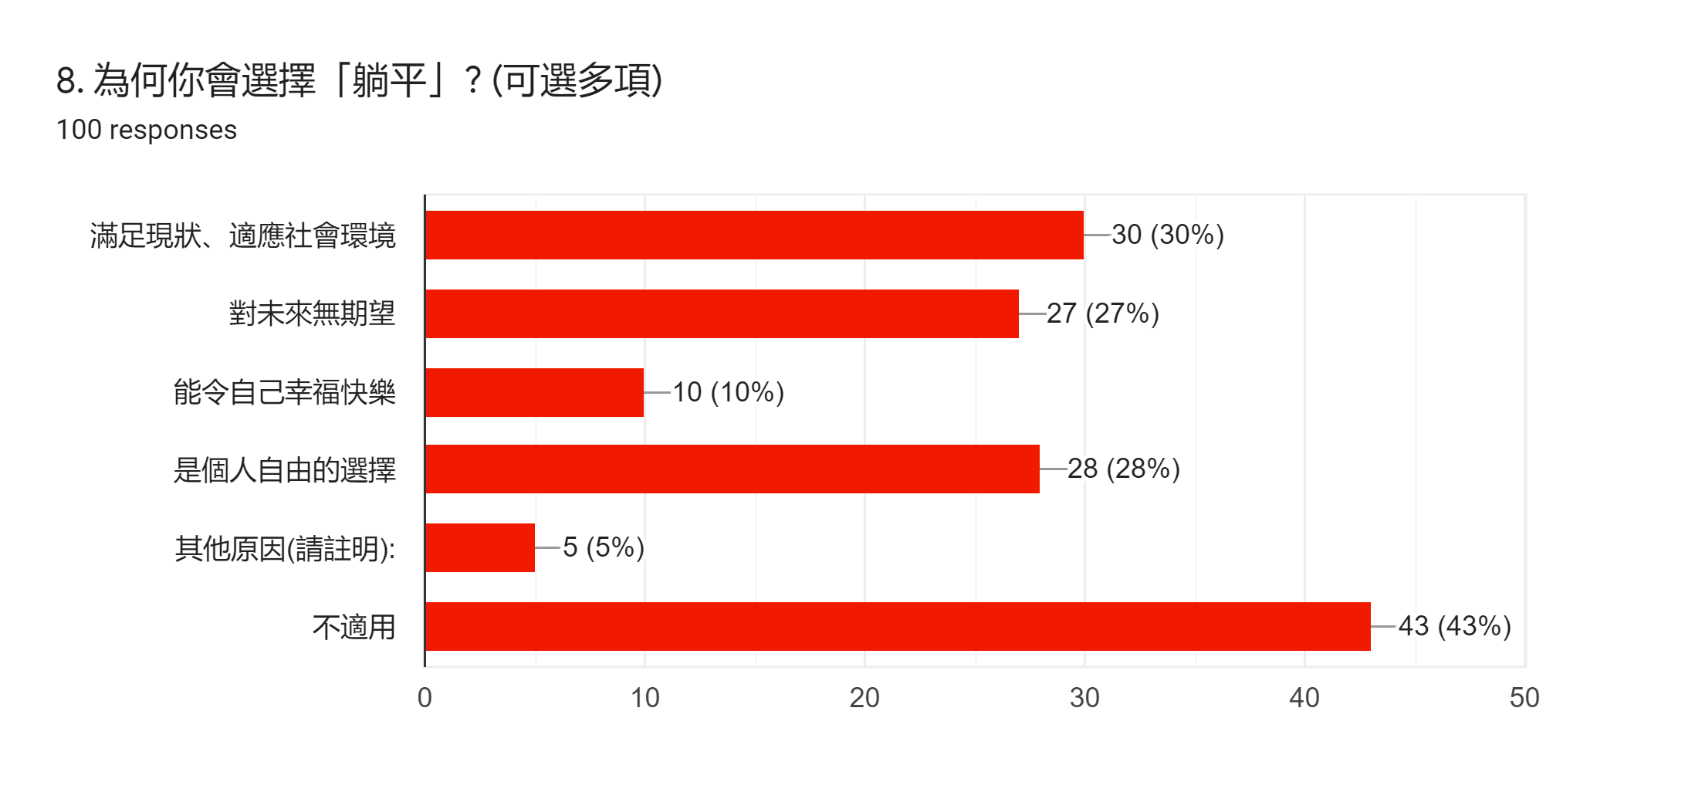 8. 為何你會選擇「躺平」? (可選多項)
100 responses
滿足現狀、適應社會環境
30 (30%)
對未來無期望
27 (27%)
能令自己幸福快樂
10 (10%)
是個人自由的選擇
28 (28%)
其他原因(請註明):
5 (5%)
不適用
43 (43%)
0 10 20 30 40 50